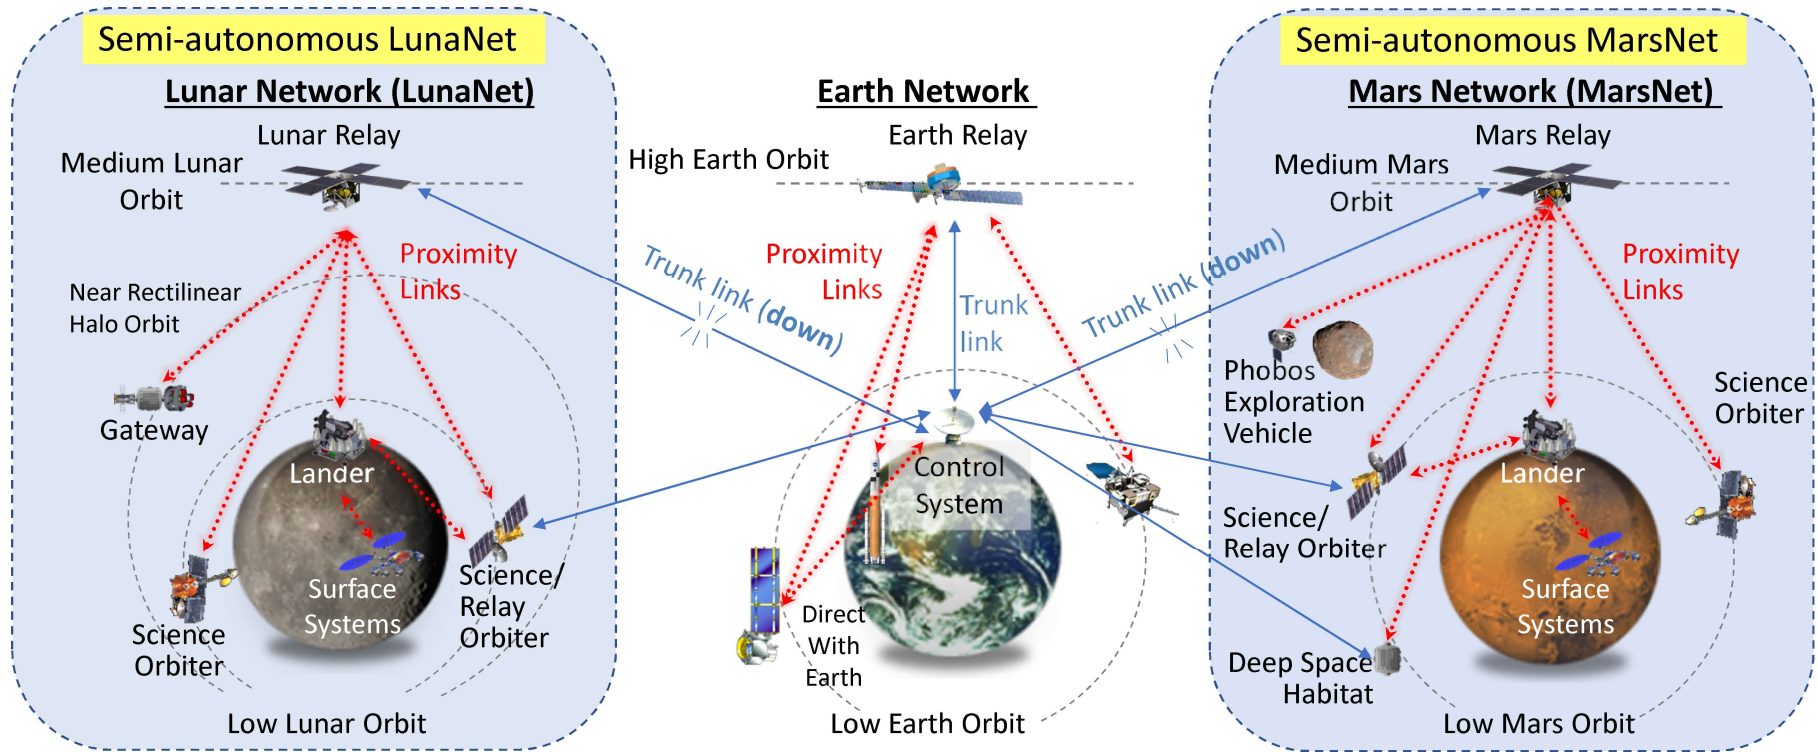 Semi-autonomous LunaNet
Lunar Network (LunaNet)
Lunar Relay
Medium Lunar
Orbit
Proximity
Links
Near Rectilinear
Halo Orbit
Gateway
Lander
Surface
Systems
Science
Orbiter
Science/
Relay
Orbiter
Low Lunar Orbit
Trunk link (down)
Earth Network
Earth Relay
High Earth Orbit
Proximity
Links
Trunk
link
Control
System
Direct
With
Earth
Low Earth Orbit
Trunk link (down)
Semi-autonomous MarsNet
Mars Network (MarsNet)
Mars Relay
Medium Mars
Orbit
Proximity
Links
Phobos
Exploration
Vehicle
Science
Orbiter
Lander
Science/
Relay Orbiter
Surface
Systems
Deep Space
Habitat
Low Mars Orbit